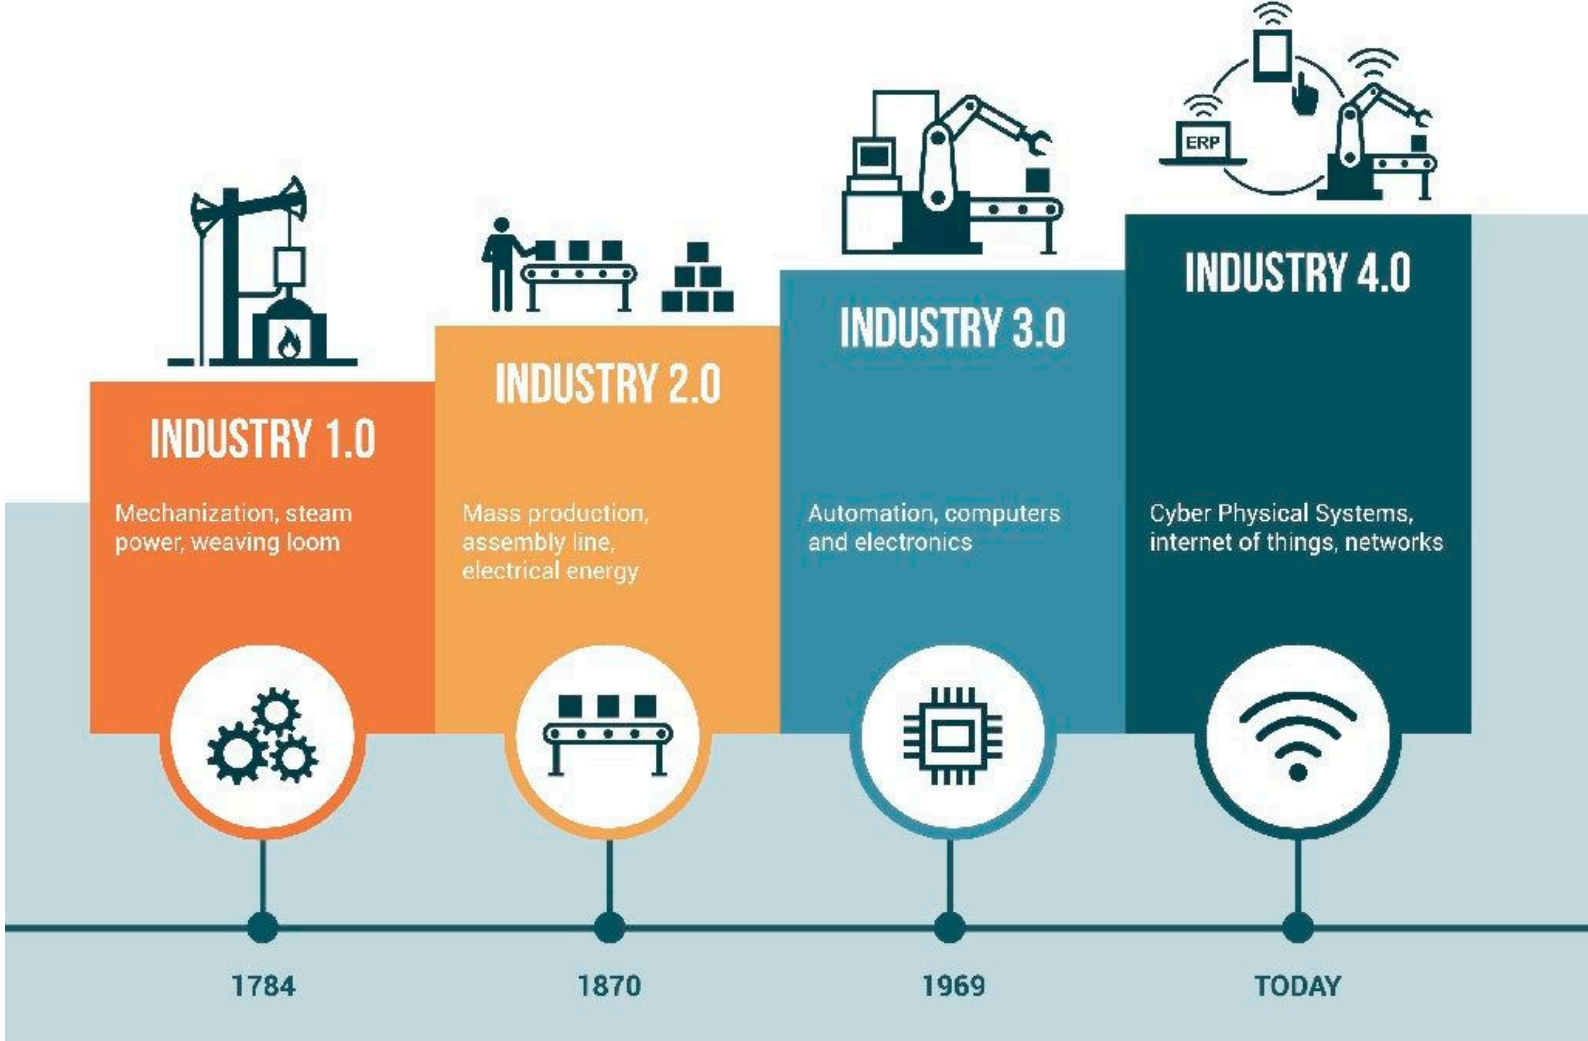 ERP
INDUSTRY 1.0
Mechanization, steam
power, weaving loom
INDUSTRY 2.0
Mass production,
assembly line,
electrical energy
INDUSTRY 3.0
Automation, computers
and electronics
INDUSTRY 4.0
Cyber Physical Systems,
internet of things, networks
1784
1870
1969
TODAY